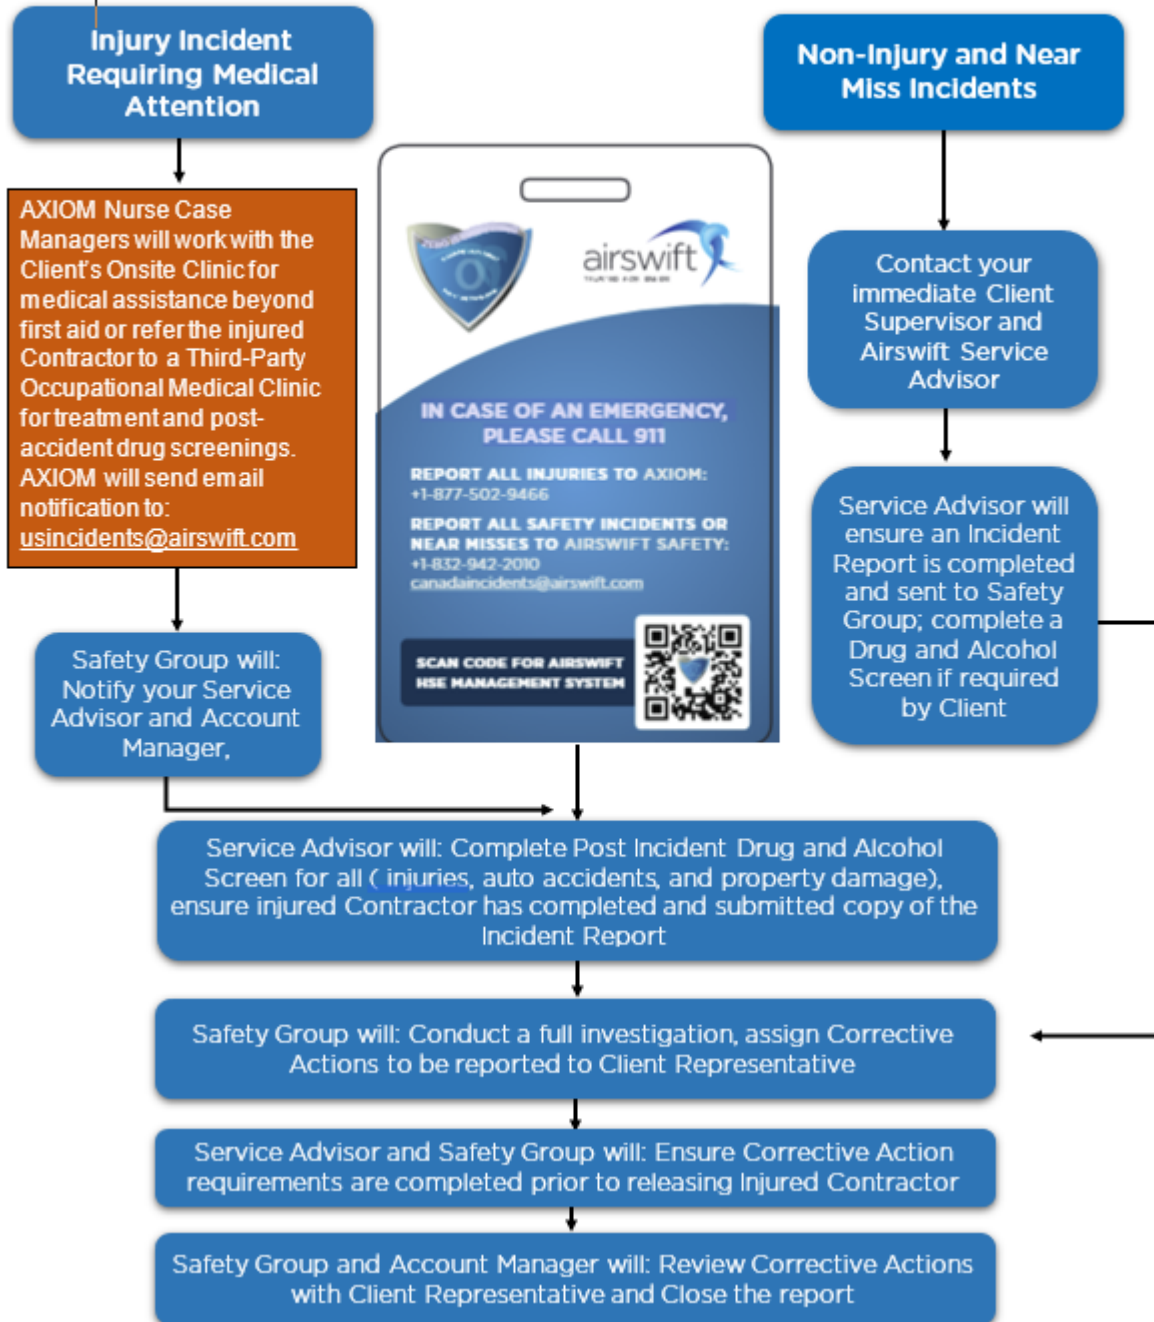 Injury Incident
Requiring Medical
Attention
Non-Injury and Near
Miss Incidents
AXIOM Nurse Case
Managers will work with the
Client's Onsite Clinic for
medical assistance beyond
first aid or refer the injured
Contractor to a Third-Party
Occupational Medical Clinic
for treatment and post-
accident drug screenings.
AXIOM will send email
notification to:
usincidents@airswift.com
airswift
IN CASE OF AN EMERGENCY,
PLEASE CALL 911
REPORT ALL INJURIES TO AXIOM:
+1-877-502-9466
REPORT ALL SAFETY INCIDENTS OR
NEAR MISSES TO AIRSWIFT SAFETY:
+1-832-942-2010
canadaincidents@airswift.com
SCAN CODE FOR AIRSWIFT
HSE MANAGEMENT SYSTEM
Contact your
immediate Client
Supervisor and
Airswift Service
Advisor
Service Advisor will
ensure an Incident
Report is completed
and sent to Safety
Group; complete a
Drug and Alcohol
Screen if required
by Client
Safety Group will:
Notify your Service
Advisor and Account
Manager,
Service Advisor will: Complete Post Incident Drug and Alcohol
Screen for all ( injuries, auto accidents, and property damage),
ensure injured Contractor has completed and submitted copy of the
Incident Report
Safety Group will: Conduct a full investigation, assign Corrective
Actions to be reported to Client Representative
Service Advisor and Safety Group will: Ensure Corrective Action
requirements are completed prior to releasing Injured Contractor
Safety Group and Account Manager will: Review Corrective Actions
with Client Representative and Close the report